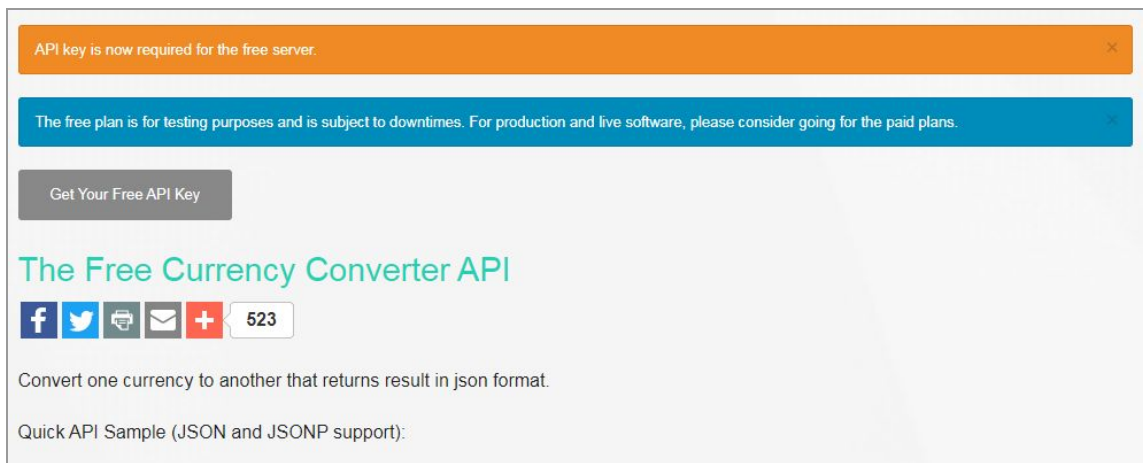 API key is now required for the free server.
The free plan is for testing purposes and is subject to downtimes. For production and live software, please consider going for the paid plans.
Get Your Free API Key
The Free Currency Converter API
523
Convert one currency to another that returns result in json format.
Quick API Sample (JSON and JSONP support):